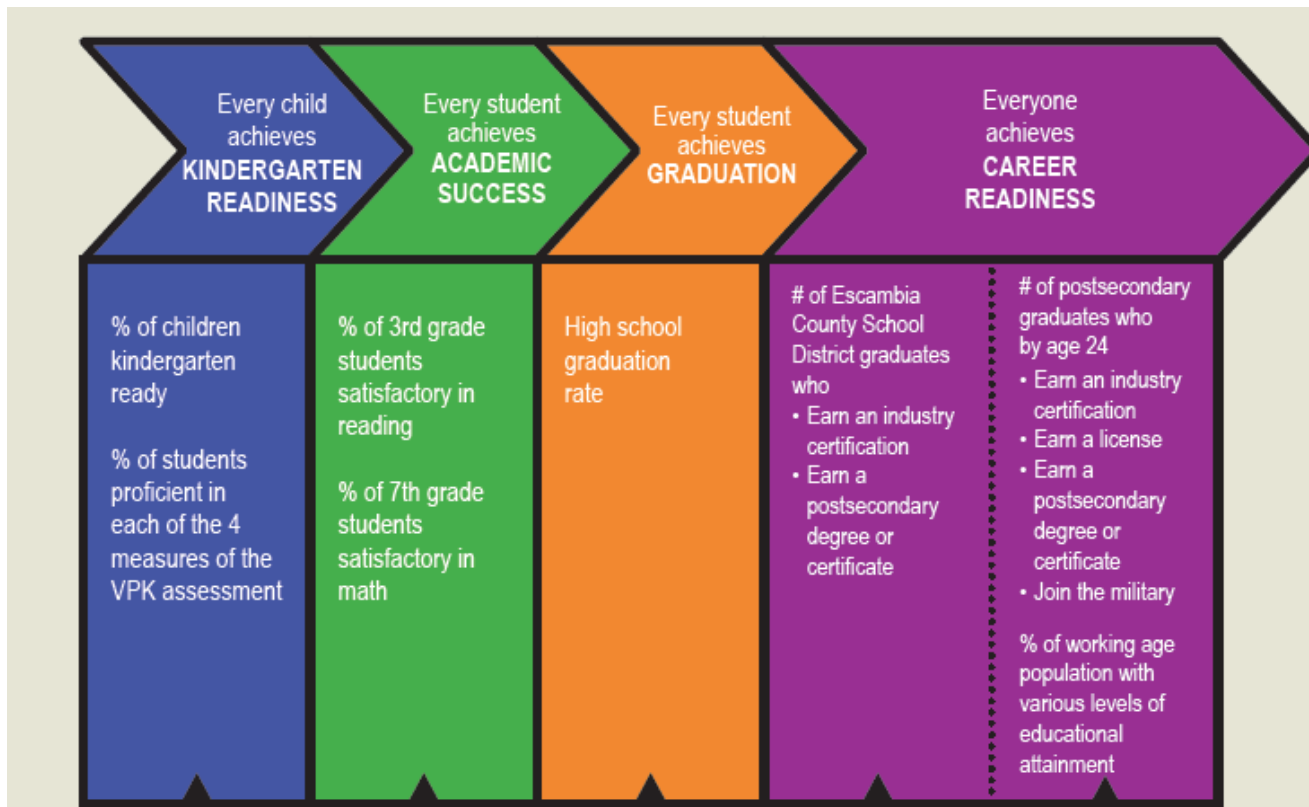 Every child
achieves
KINDERGARTEN
READINESS
Every student
achieves
ACADEMIC
SUCCESS
Every student
achieves
GRADUATION
Everyone
achieves
CAREER
READINESS
% of children
kindergarten
ready
% of students
proficient in
each of the 4
measures of the
VPK assessment
% of 3rd grade
students
satisfactory in
reading
% of 7th grade
students
satisfactory in
math
High school
graduation
rate
# of Escambia
County School
District graduates
who
• Earn an industry
certification
• Earn a
postsecondary
degree or
certificate
# of postsecondary
graduates who
by age 24
• Earn an industry
certification
• Earn a license
• Earn a
postsecondary
degree or
certificate
• Join the military
% of working age
population with
various levels of
educational
attainment